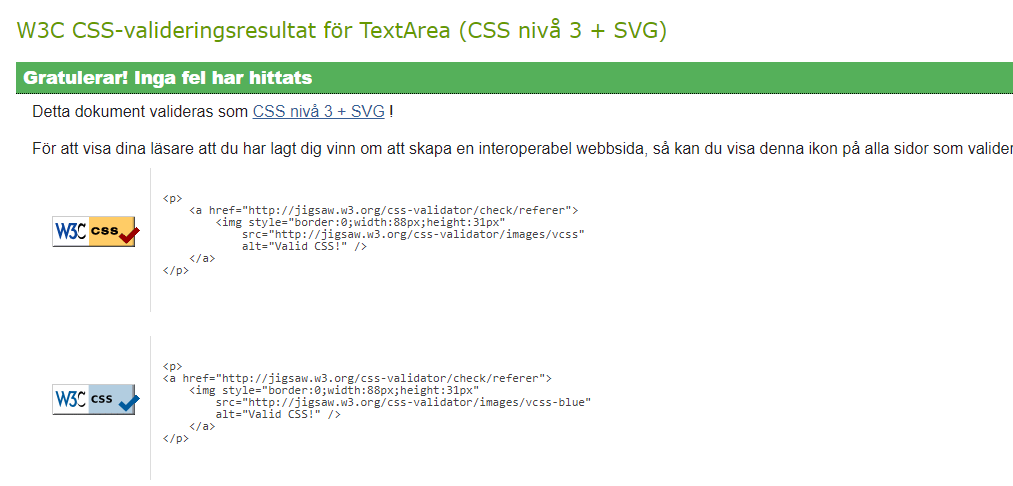 W3C CSS-valideringsresultat för TextArea (CSS nivå 3 + SVG)
Gratulerar! Inga fel har hittats
Detta dokument valideras som CSS nivå 3 + SVG !
För att visa dina läsare att du har lagt dig vinn om att skapa en interoperabel webbsida, så kan du visa denna ikon på alla sidor som valider
W3C css
<p>
<a href="http://jigsaw.w3.org/css-validator/check/referer">
<img style="border:0;width:88px;height:31px"
src="http://jigsaw.w3.org/css-validator/images/vcss"
alt="Valid CSS!" />
</a>
</p>
W3C css
<p>
<a href="http://jigsaw.w3.org/css-validator/check/referer">
<img style="border:0;width:88px;height:31px"
src="http://jigsaw.w3.org/css-validator/images/vcss-blue"
alt="Valid CSS!" />
</a>
</p>